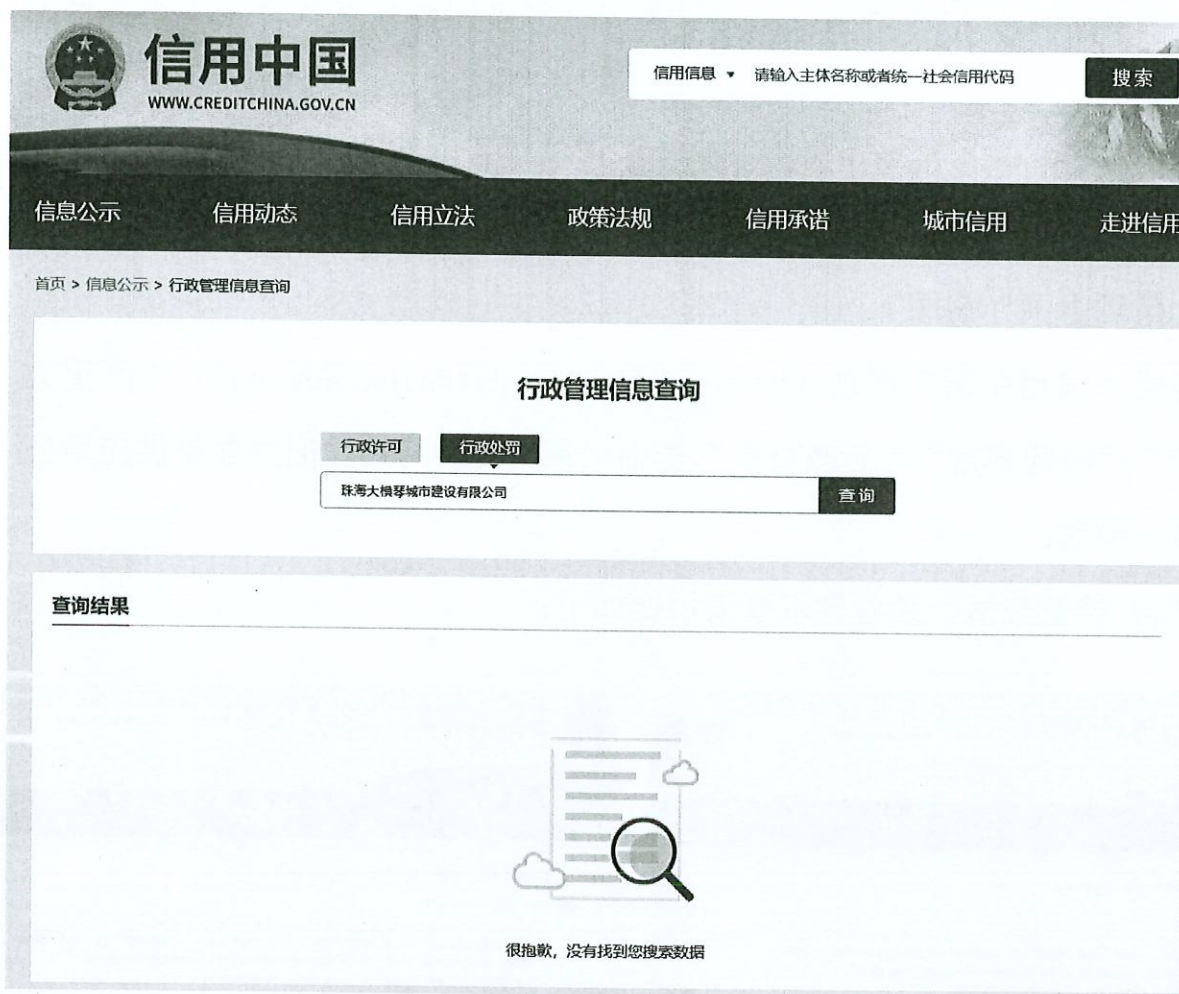 信用中国
WWW.CREDITCHINA.GOV.CN
信用信息 请输入主体名称或者统一社会信用代码 搜索
信息公示 信用动态 信用立法 政策法规 信用承诺 城市信用 走进信用
首页 > 信息公示 > 行政管理信息查询
行政管理信息查询
行政许可 行政处罚
珠海大横琴城市建设有限公司 查询
查询结果
很抱歉，没有找到您搜索数据